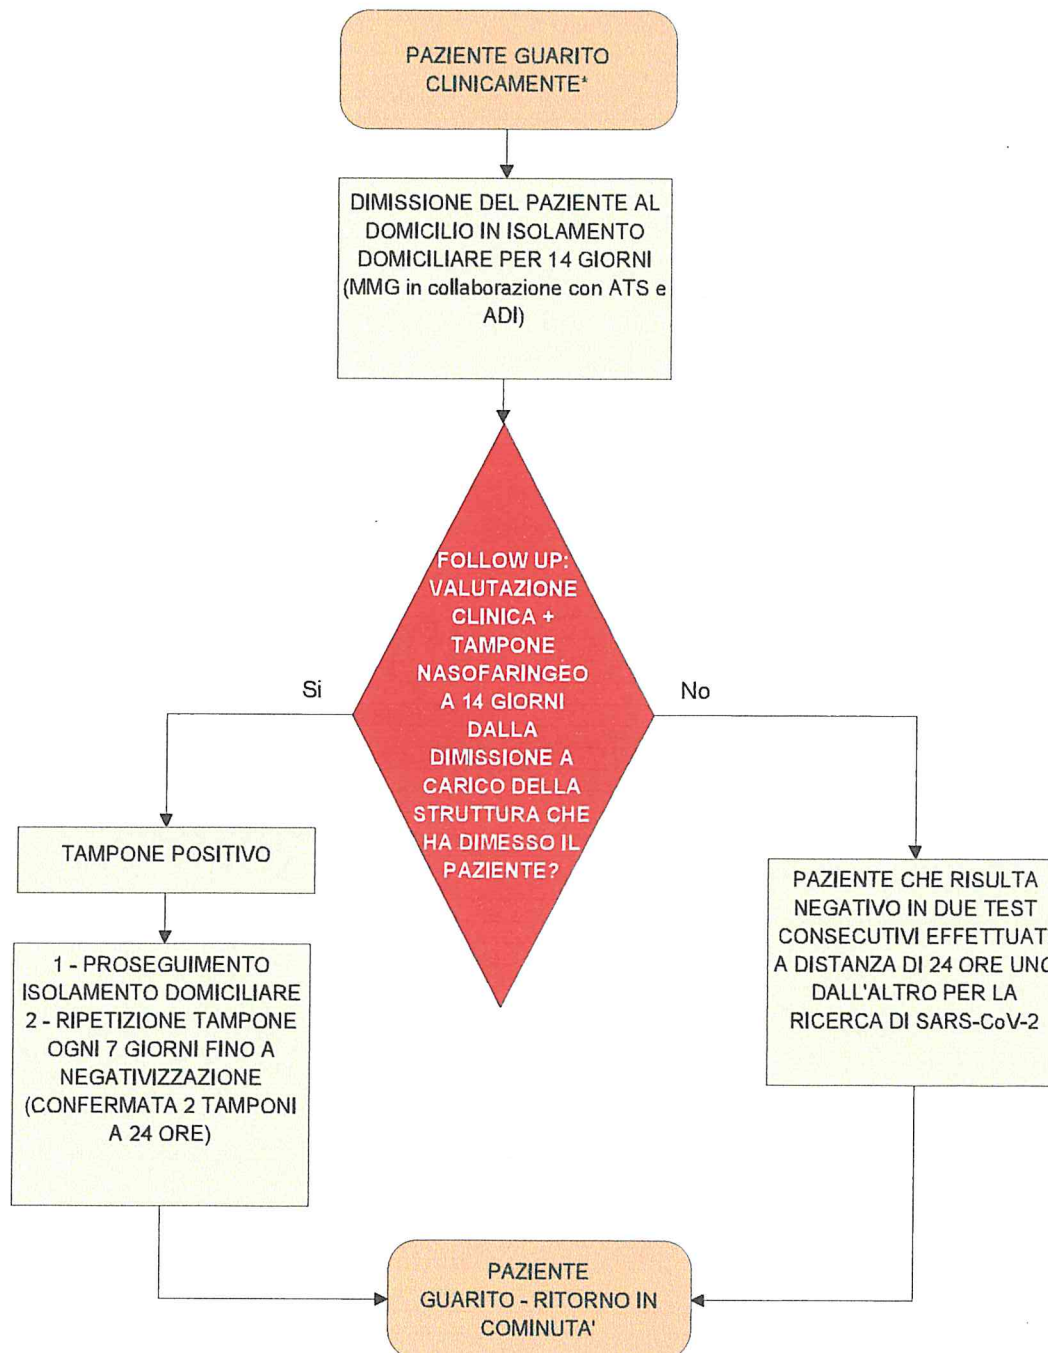 PAZIENTE GUARITO
CLINICAMENTE*
DIMISSIONE DEL PAZIENTE AL
DOMICILIO IN ISOLAMENTO
DOMICILIARE PER 14 GIORNI
(MMG in collaborazione con ATS e
ADI)
FOLLOW UP:
VALUTAZIONE
CLINICA +
TAMPONE
NASOFARINGEO
A 14 GIORNI
DALLA
DIMISSIONE A
CARICO DELLA
STRUTTURA CHE
HA DIMESSO IL
PAZIENTE?
Si
No
TAMPONE POSITIVO
1 - PROSEGUIMENTO
ISOLAMENTO DOMICILIARE
2 - RIPETIZIONE TAMPONE
OGNI 7 GIORNI FINO A
NEGATIVIZZAZIONE
(CONFERMATA 2 TAMPONI
A 24 ORE)
PAZIENTE CHE RISULTA
NEGATIVO IN DUE TEST
CONSECUTIVI EFFETTUAT
A DISTANZA DI 24 ORE UNO
DALL'ALTRO PER LA
RICERCA DI SARS-CoV-2
PAZIENTE
GUARITO - RITORNO IN
COMINUTA'